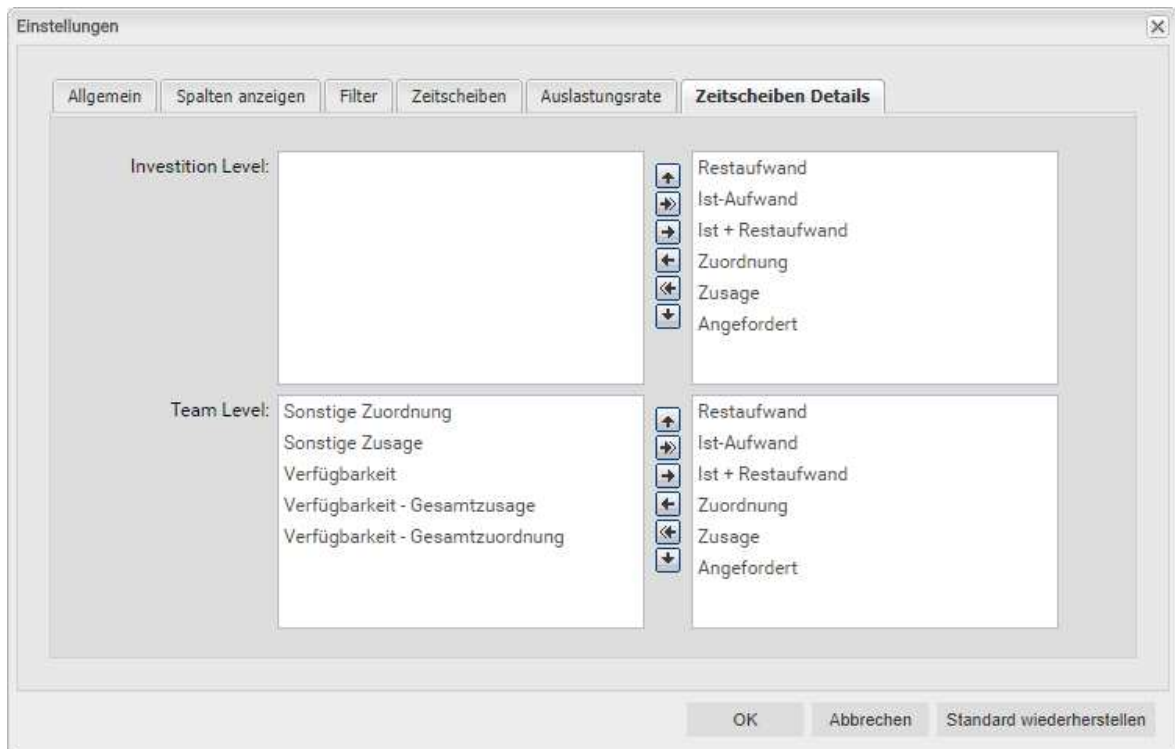 Einstellungen
Allgemein
Spalten anzeigen
Filter
Zeitscheiben
Auslastungsrate
Zeitscheiben Details
Investition Level:
Restaufwand
Ist-Aufwand
Ist + Restaufwand
Zuordnung
Zusage
Angefordert
Team Level:
Sonstige Zuordnung
Sonstige Zusage
Verfügbarkeit
Verfügbarkeit - Gesamtzusage
Verfügbarkeit - Gesamtzuordnung
Restaufwand
Ist-Aufwand
Ist + Restaufwand
Zuordnung
Zusage
Angefordert
OK
Abbrechen
Standard wiederherstellen